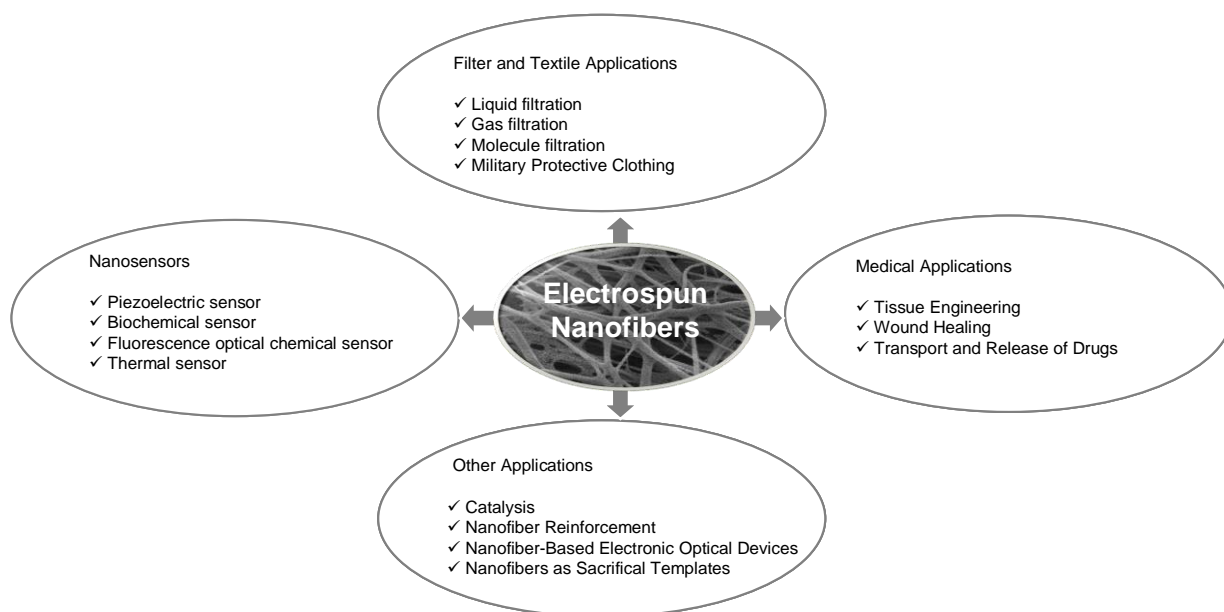 Filter and Textile Applications
✓ Liquid filtration
✓ Gas filtration
✓ Molecule filtration
✓ Military Protective Clothing
Nanosensors
✓ Piezoelectric sensor
✓ Biochemical sensor
✓ Fluorescence optical chemical sensor
✓ Thermal sensor
Electrospun
Nanofibers
Medical Applications
✓ Tissue Engineering
✓ Wound Healing
✓ Transport and Release of Drugs
Other Applications
✓ Catalysis
✓ Nanofiber Reinforcement
✓ Nanofiber-Based Electronic Optical Devices
✓ Nanofibers as Sacrifical Templates